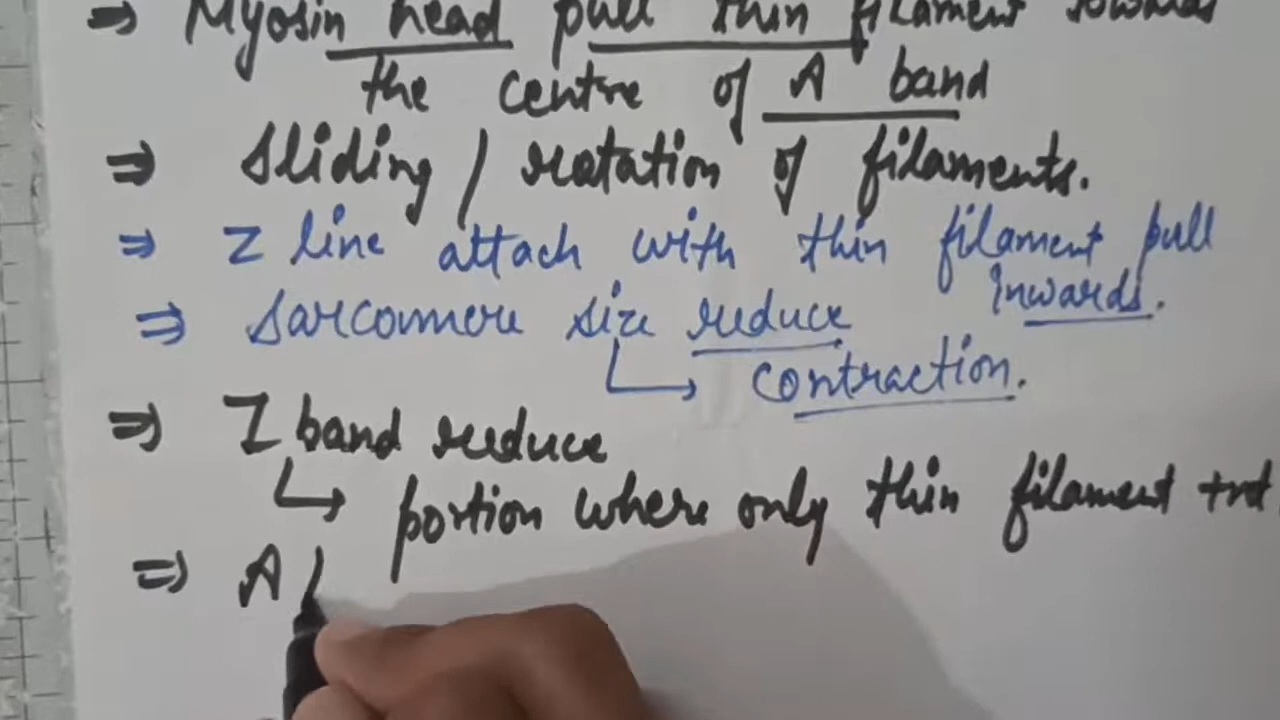 ⇒ Myosin head pull thin filament towards
the centre of A band
⇒ Sliding / rotation of filaments.
⇒ Z line attach with thin filament pull
inwards.
⇒ Sarcomere size reduce
↳ contraction.
⇒ I band reduce
↳ portion where only thin filament +nt
⇒ A